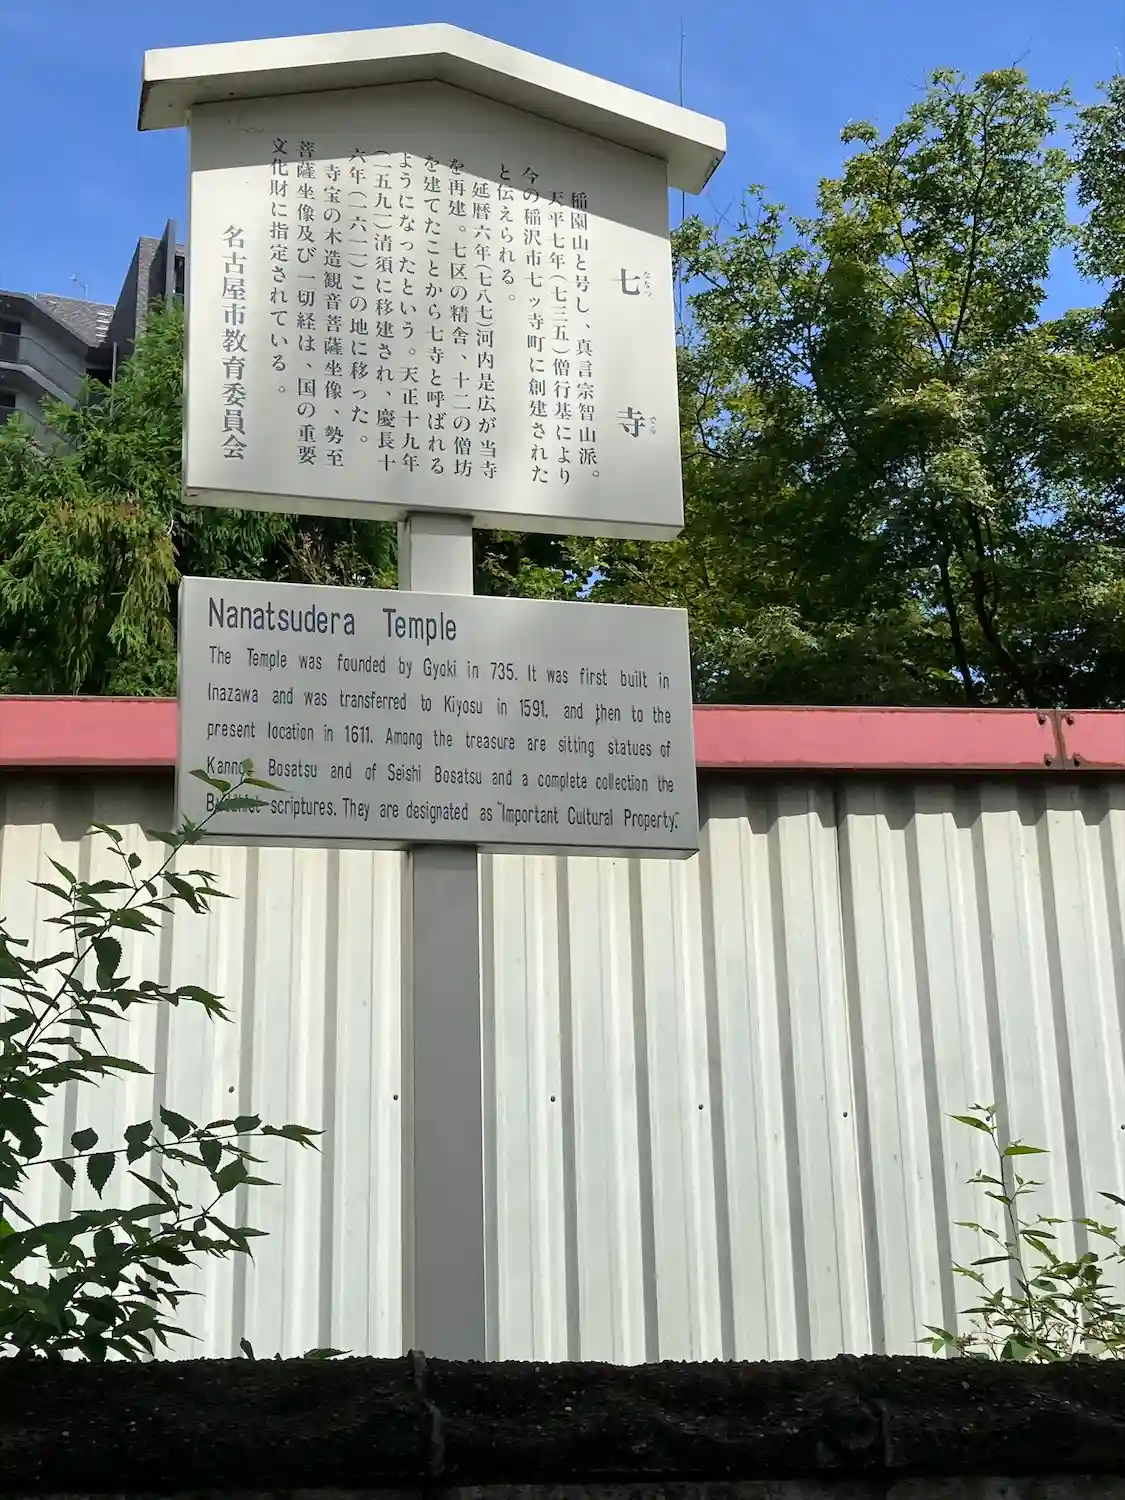 七寺
ななつでら
稲園山と号し、真言宗智山派。
天平七年(七三五)僧行基により
今の稲沢市七ッ寺町に創建された
と伝えられる。
延暦六年(七八七)河内是広が当寺
を再建。七区の精舎、十二の僧坊
を建てたことから七寺と呼ばれる
ようになったという。天正十九年
(一五九一)清須に移建され、慶長十
六年(一六一一)この地に移った。
寺宝の木造観音菩薩坐像、勢至
菩薩坐像及び一切経は、国の重要
文化財に指定されている。
名古屋市教育委員会
Nanatsudera Temple
The Temple was founded by Gyoki in 735. It was first built in
Inazawa and was transferred to Kiyosu in 1591, and then to the
present location in 1611. Among the treasure are sitting statues of
Kannon Bosatsu and of Seishi Bosatsu and a complete collection the
Buddhist scriptures. They are designated as "Important Cultural Property."